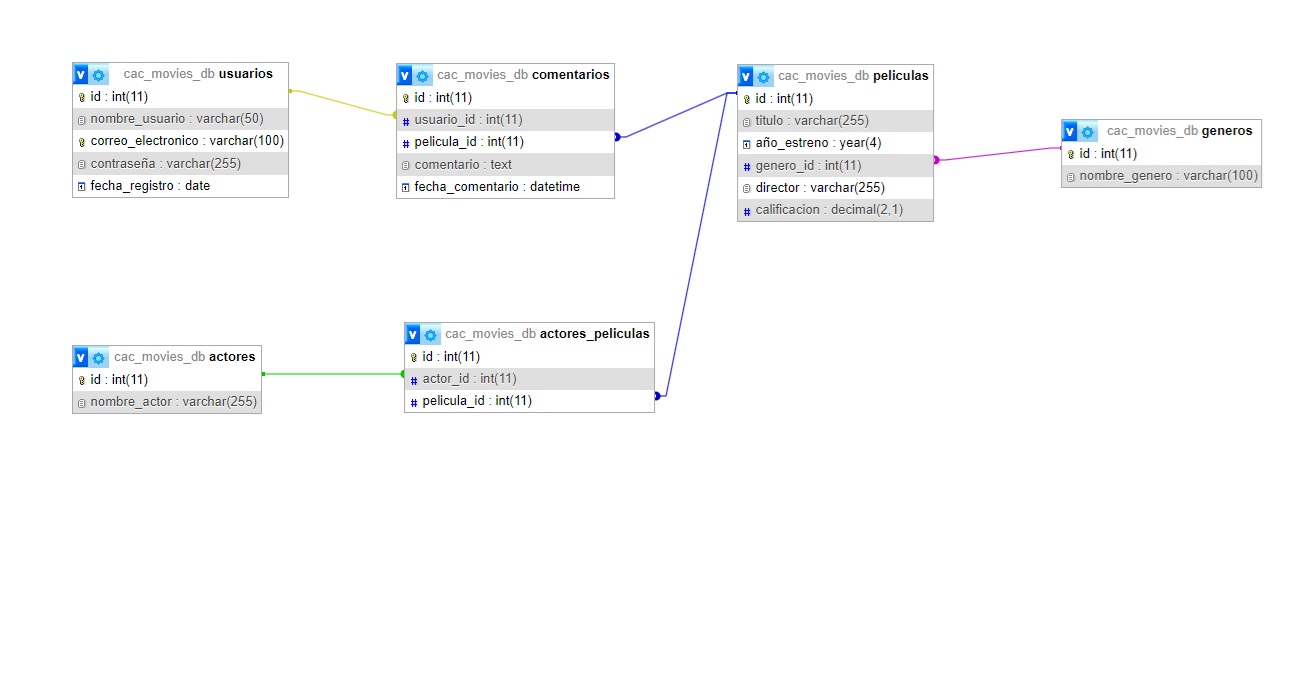 cac_movies_db usuarios
id : int(11)
nombre_usuario : varchar(50)
correo_electronico : varchar(100)
contraseña : varchar(255)
fecha_registro : date
cac_movies_db comentarios
id : int(11)
usuario_id : int(11)
pelicula_id : int(11)
comentario : text
fecha_comentario : datetime
cac_movies_db peliculas
id : int(11)
titulo : varchar(255)
año_estreno : year(4)
genero_id : int(11)
director : varchar(255)
calificacion : decimal(2,1)
cac_movies_db generos
id : int(11)
nombre_genero : varchar(100)
cac_movies_db actores
id : int(11)
nombre_actor : varchar(255)
cac_movies_db actores_peliculas
id : int(11)
actor_id : int(11)
pelicula_id : int(11)